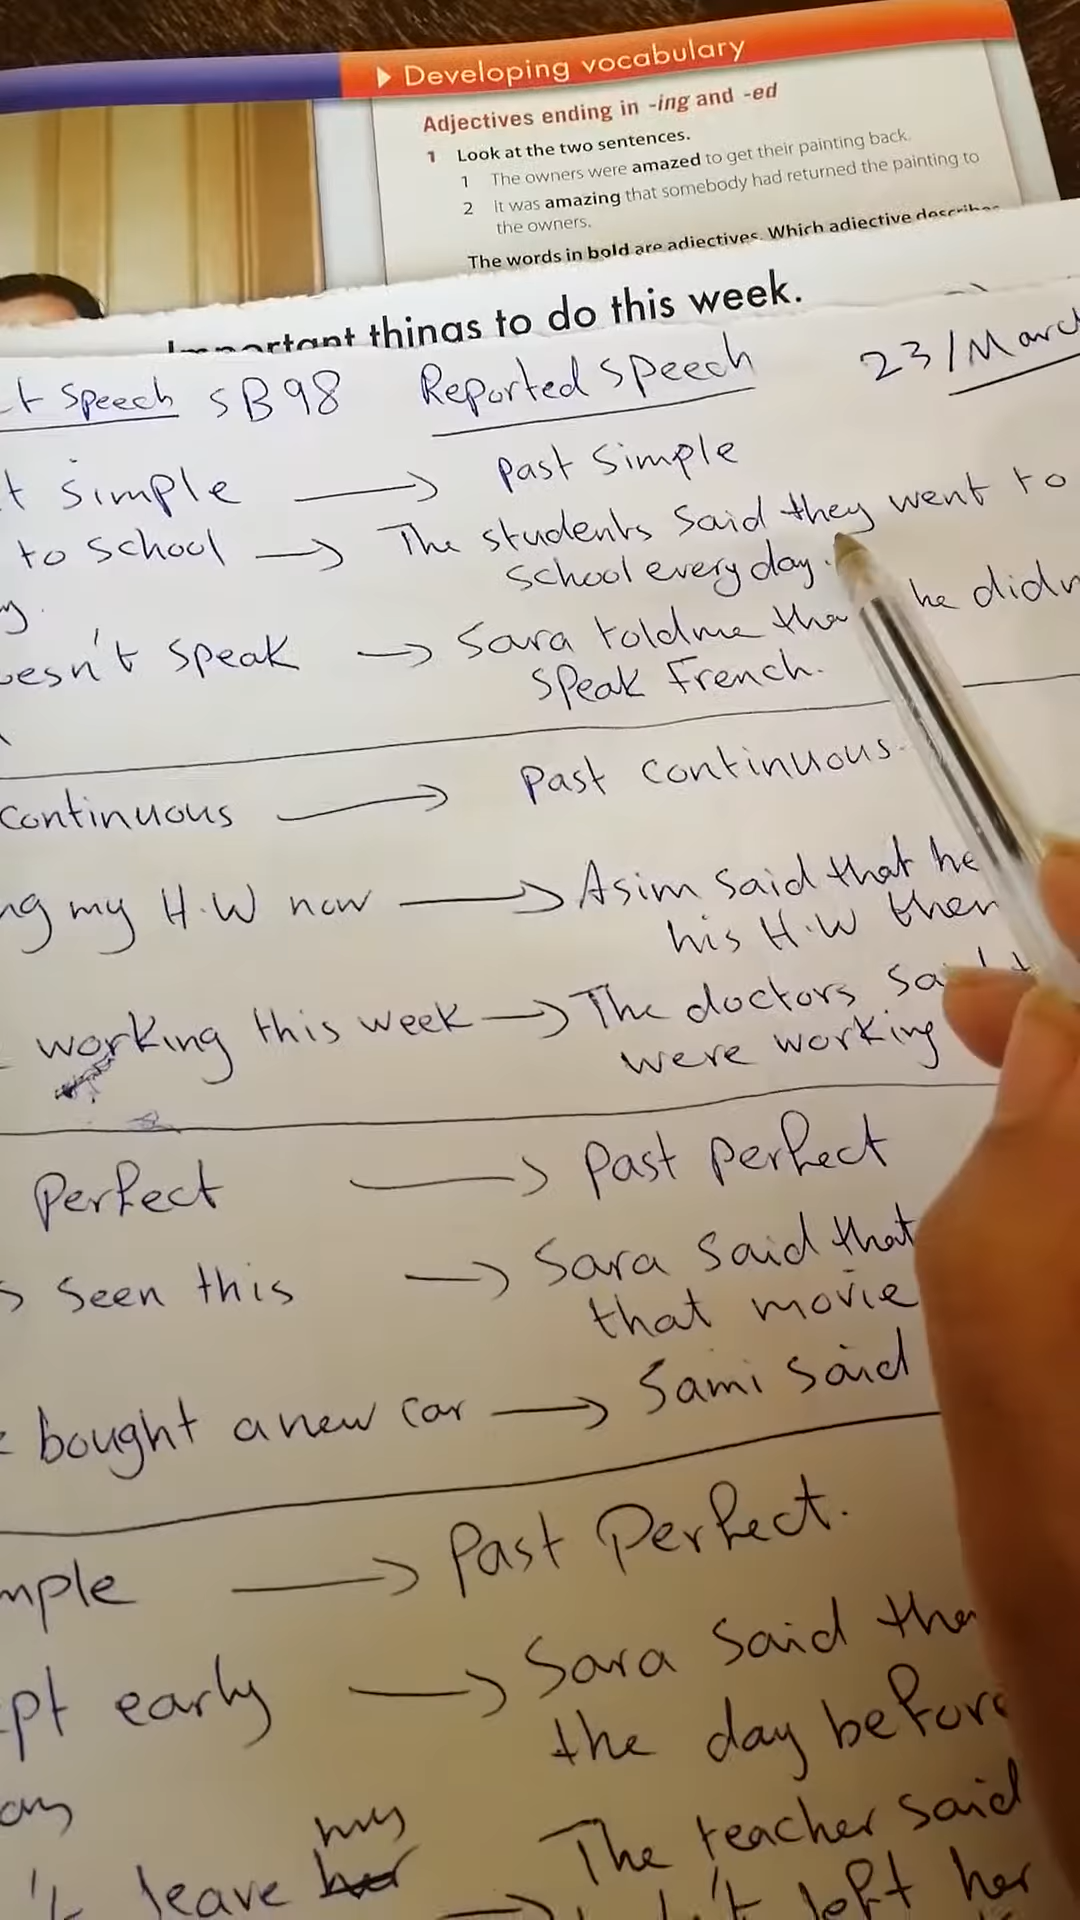 ▶ Developing vocabulary
Adjectives ending in -ing and -ed
1 Look at the two sentences.
1 The owners were amazed to get their painting back.
2 It was amazing that somebody had returned the painting to
the owners.
The words in bold are adjectives. Which adjective describes
Important things to do this week.
Speech SB98 Reported Speech 23/March
simple → Past simple
to school → The students said they went to
school every day.
doesn't speak → Sara told me tha he didn
speak French.
continuous → Past continuous.
my H.W now → Asim said that he
his H.W then
working this week → The doctors said
were working
Perfect → Past perfect
seen this → Sara said that
that movie
bought a new car → Sami said
→ Past Perfect.
early → Sara said tha
the day before
my
leave → The teacher said
left her